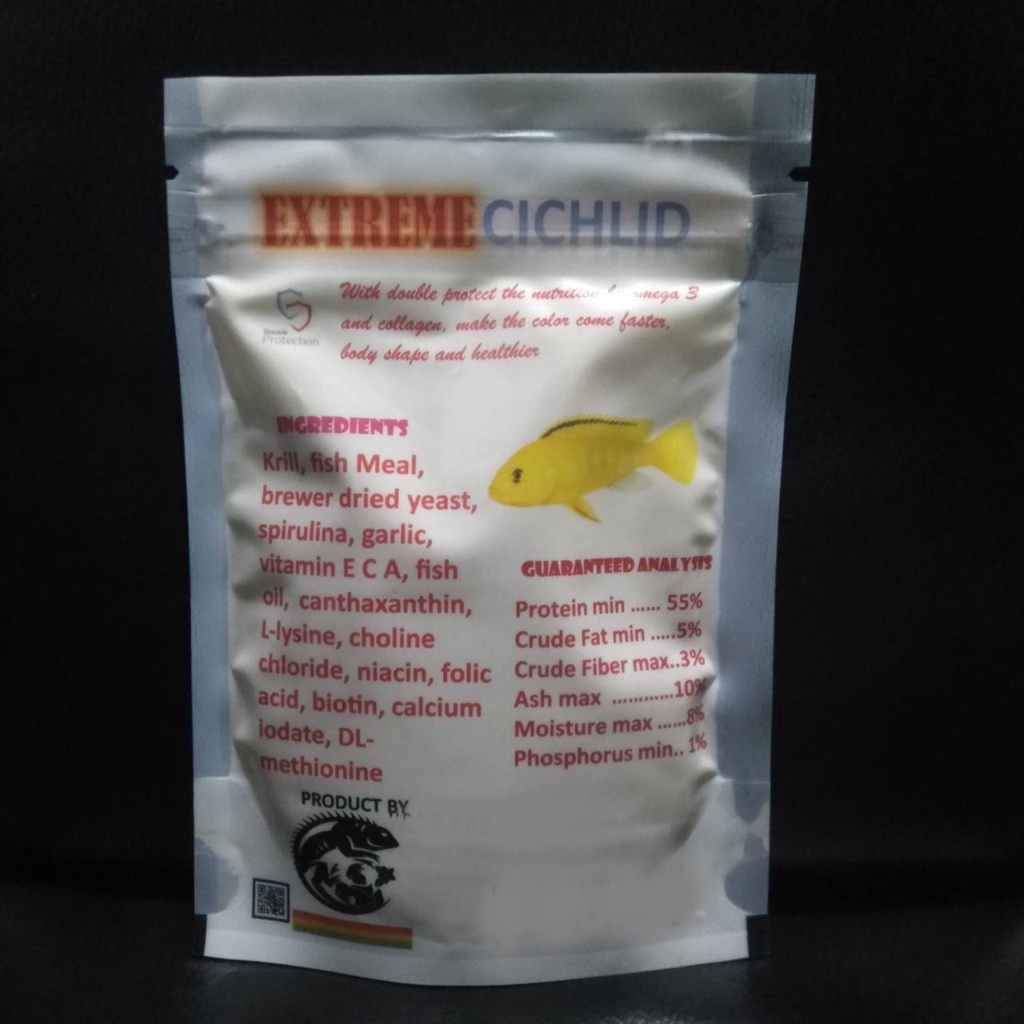 EXTREME CICHLID
With double protect the nutrition omega 3
and collagen, make the color come faster,
body shape and healthier
Double
Protection
INGREDIENTS
Krill, fish Meal,
brewer dried yeast,
spirulina, garlic,
vitamin E C A, fish
oil, canthaxanthin,
L-lysine, choline
chloride, niacin, folic
acid, biotin, calcium
iodate, DL-
methionine
GUARANTEED ANALYSIS
Protein min ...... 55%
Crude Fat min .....5%
Crude Fiber max..3%
Ash max ............10%
Moisture max ......8%
Phosphorus min.. 1%
PRODUCT BY